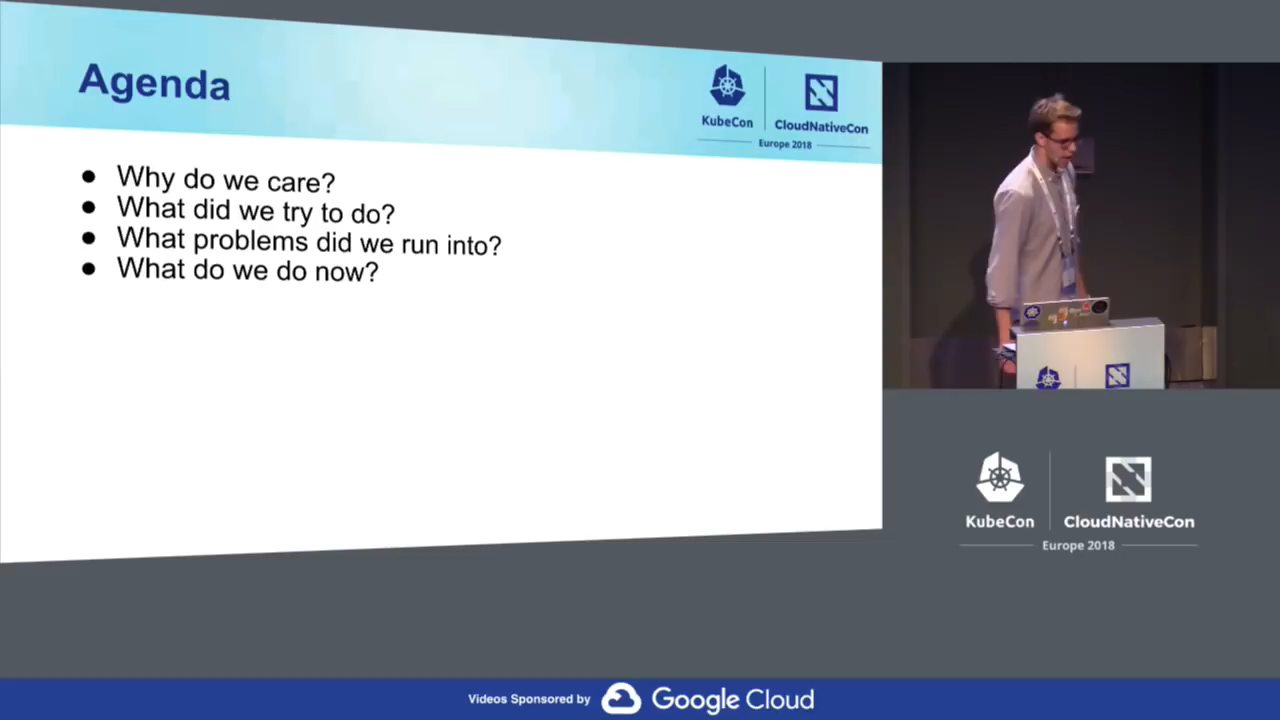 Agenda
KubeCon
CloudNativeCon
Europe 2018
Why do we care?
What did we try to do?
What problems did we run into?
What do we do now?
KubeCon
CloudNativeCon
Europe 2018
Videos Sponsored by
Google Cloud